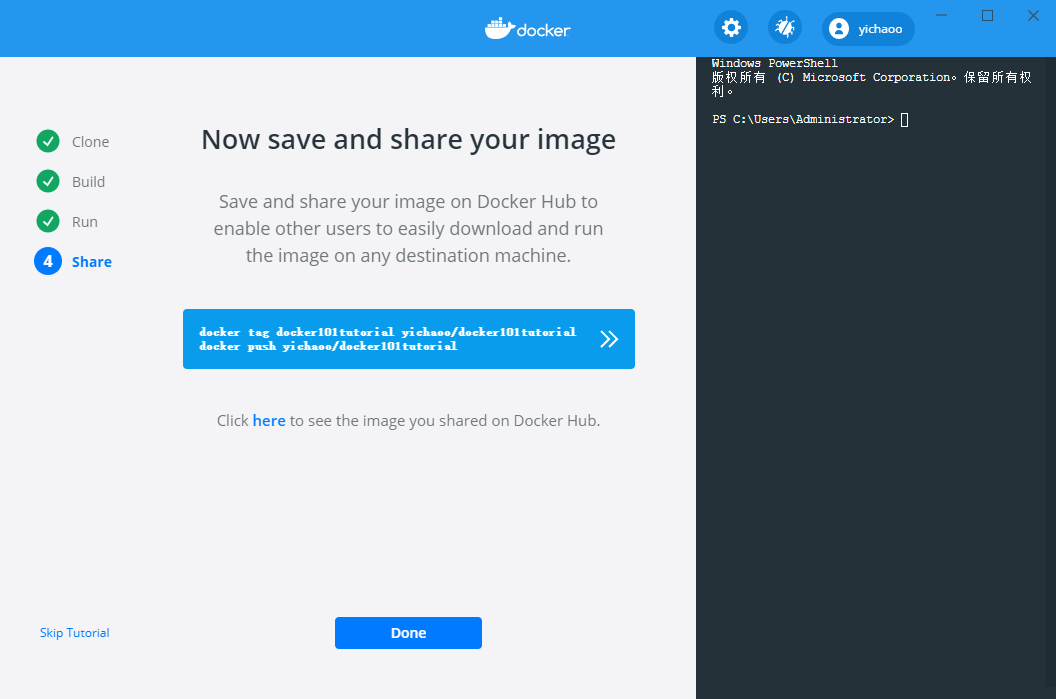 docker
yichaoo
Clone
Build
Run
4 Share
Now save and share your image
Save and share your image on Docker Hub to
enable other users to easily download and run
the image on any destination machine.
docker tag docker101tutorial yichaoo/docker101tutorial
docker push yichaoo/docker101tutorial
Click here to see the image you shared on Docker Hub.
Skip Tutorial
Done
Windows PowerShell
版权所有 (C) Microsoft Corporation。保留所有权
利。
PS C:\Users\Administrator>